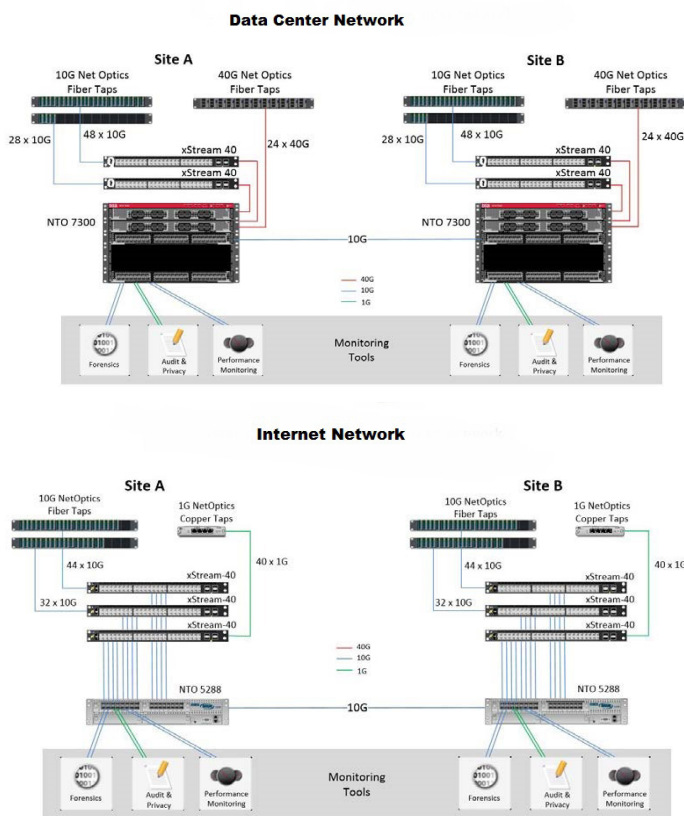 Data Center Network
Site A
Site B
10G Net Optics
Fiber Taps
40G Net Optics
Fiber Taps
10G Net Optics
Fiber Taps
40G Net Optics
Fiber Taps
28 x 10G
48 x 10G
24 x 40G
28 x 10G
48 x 10G
24 x 40G
xStream 40
xStream 40
xStream 40
xStream 40
NTO 7300
NTO 7300
10G
40G
10G
1G
Forensics
Audit &
Privacy
Performance
Monitoring
Monitoring
Tools
Forensics
Audit &
Privacy
Performance
Monitoring
Internet Network
Site A
Site B
10G NetOptics
Fiber Taps
1G NetOptics
Copper Taps
10G NetOptics
Fiber Taps
1G NetOptics
Copper Taps
44 x 10G
40 x 1G
44 x 10G
40 x 1G
32 x 10G
32 x 10G
xStream-40
xStream-40
xStream-40
xStream-40
xStream-40
xStream-40
40G
10G
1G
NTO 5288
NTO 5288
10G
Forensics
Audit &
Privacy
Performance
Monitoring
Monitoring
Tools
Forensics
Audit &
Privacy
Performance
Monitoring